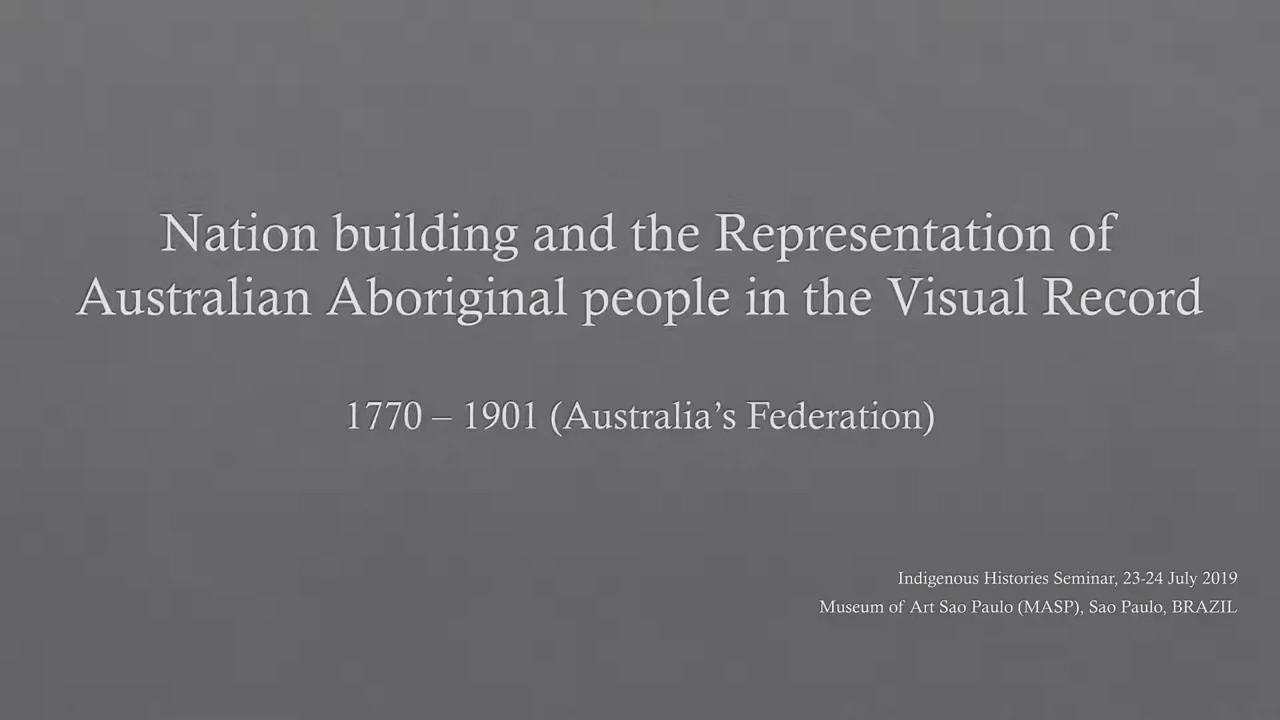 Nation building and the Representation of
Australian Aboriginal people in the Visual Record
1770 – 1901 (Australia’s Federation)
Indigenous Histories Seminar, 23-24 July 2019
Museum of Art Sao Paulo (MASP), Sao Paulo, BRAZIL